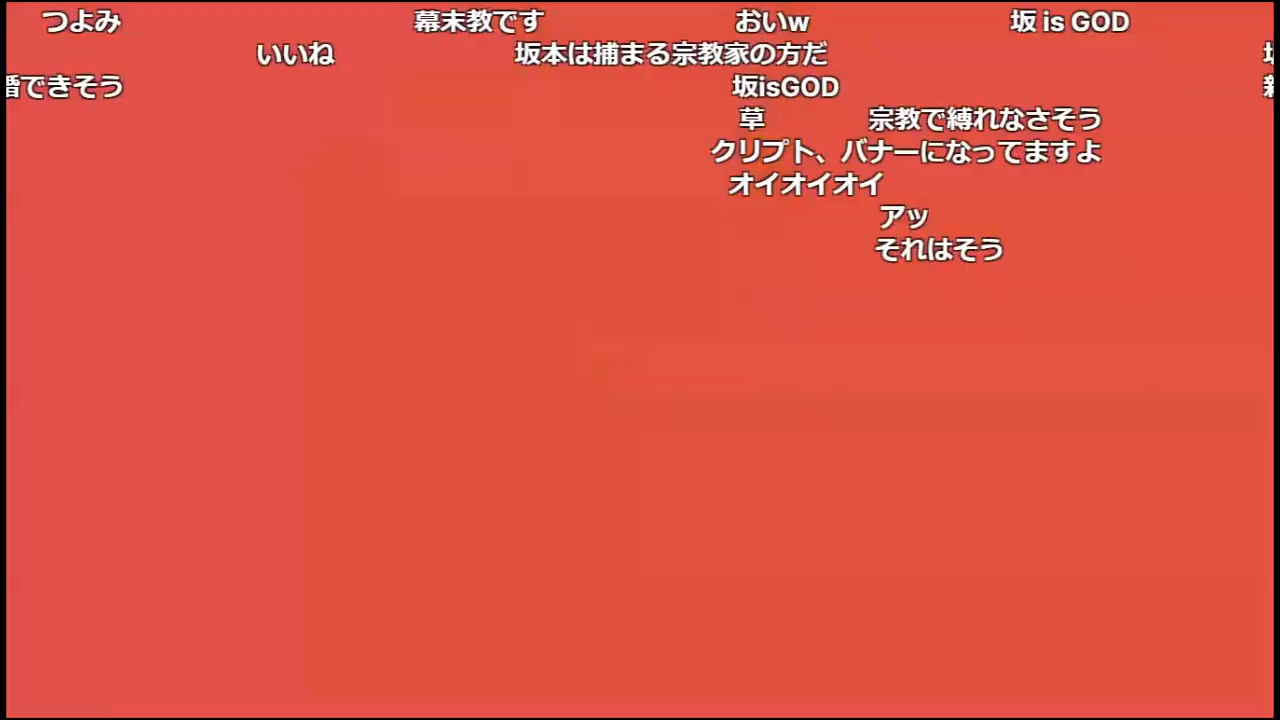 つよみ 幕末教です おいw 坂 is GOD
いいね 坂本は捕まる宗教家の方だ
できそう 坂isGOD
草 宗教で縛れなさそう
クリプト、バナーになってますよ
オイオイオイ
アッ
それはそう